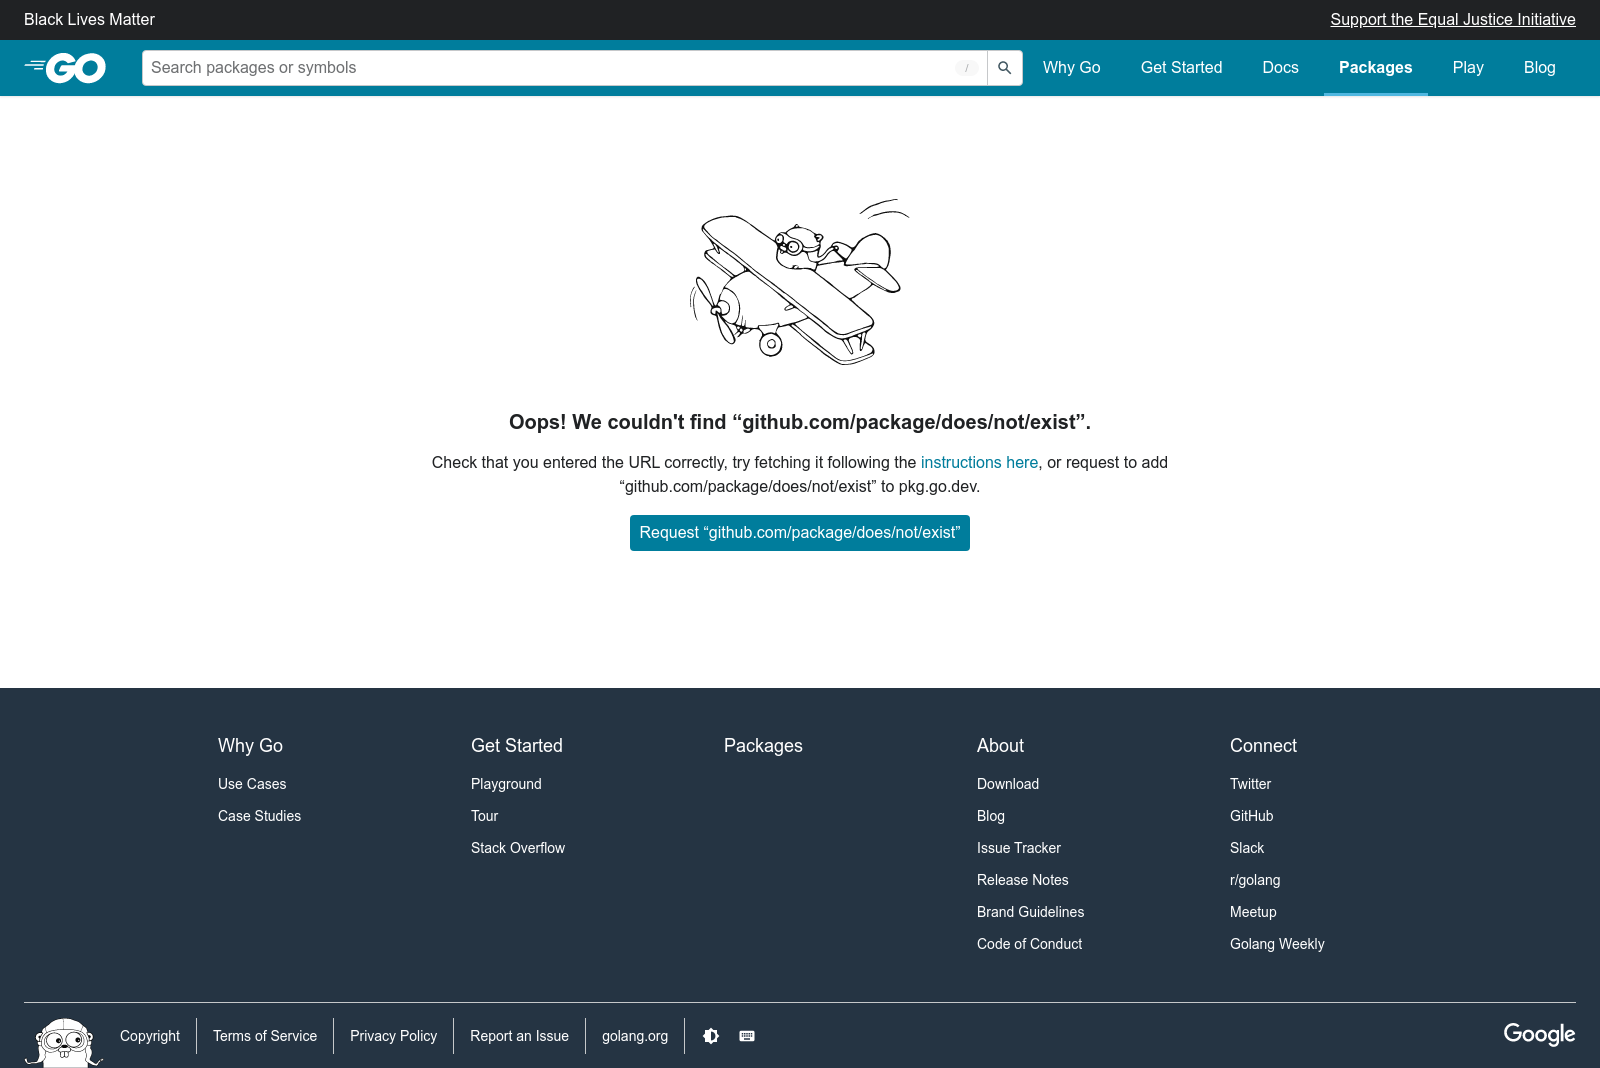 Black Lives Matter
Support the Equal Justice Initiative
GO
Search packages or symbols
/
Why Go
Get Started
Docs
Packages
Play
Blog
Oops! We couldn't find “github.com/package/does/not/exist”.
Check that you entered the URL correctly, try fetching it following the instructions here, or request to add
“github.com/package/does/not/exist” to pkg.go.dev.
Request “github.com/package/does/not/exist”
Why Go
Use Cases
Case Studies
Get Started
Playground
Tour
Stack Overflow
Packages
About
Download
Blog
Issue Tracker
Release Notes
Brand Guidelines
Code of Conduct
Connect
Twitter
GitHub
Slack
r/golang
Meetup
Golang Weekly
Copyright
Terms of Service
Privacy Policy
Report an Issue
golang.org
Google